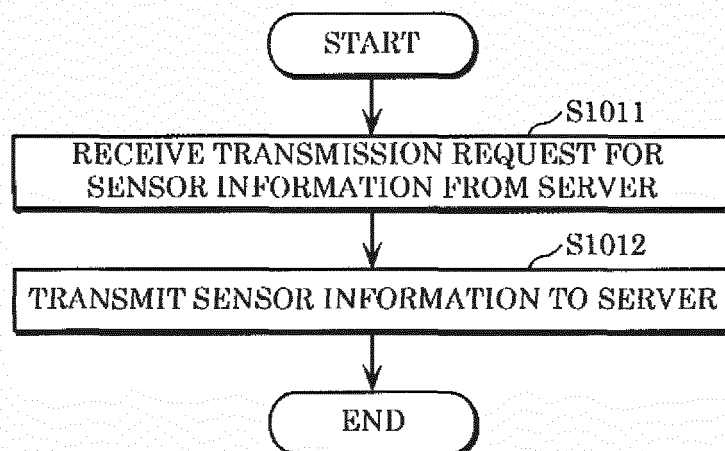 START
S1011
RECEIVE TRANSMISSION REQUEST FOR
SENSOR INFORMATION FROM SERVER
S1012
TRANSMIT SENSOR INFORMATION TO SERVER
END